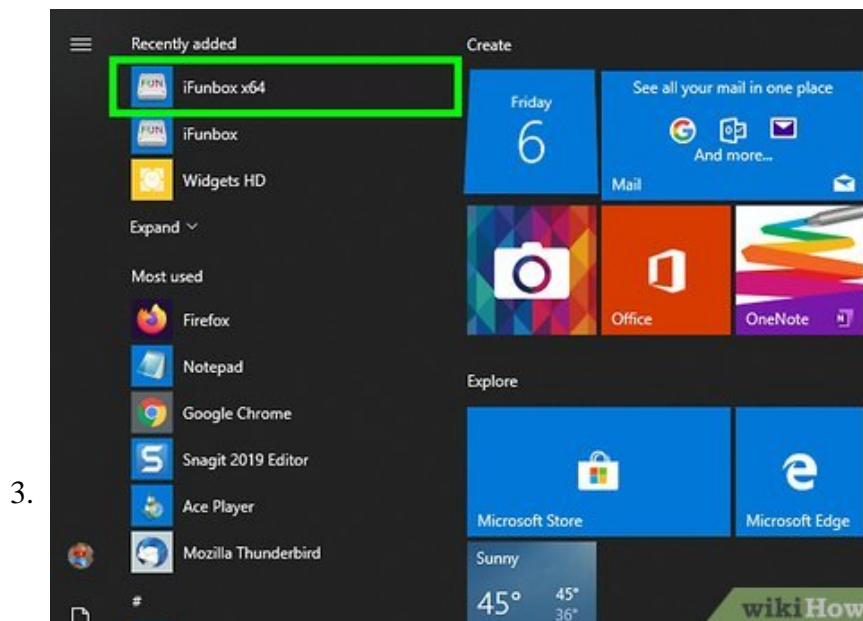 Recently added
iFunbox x64
iFunbox
Widgets HD
Expand
Most used
Firefox
Notepad
Google Chrome
Snagit 2019 Editor
Ace Player
Mozilla Thunderbird
#
Create
Friday
6
See all your mail in one place
And more...
Mail
Office
OneNote
Explore
Microsoft Store
Microsoft Edge
Sunny
45° 45°
36°
3.
wikiHow
FUN
FUN